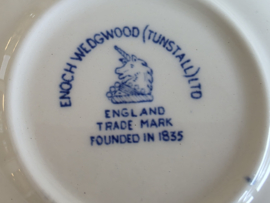 ENOCH WEDGWOOD (TUNSTALL) LTD
ENGLAND
TRADE MARK
FOUNDED IN 1835